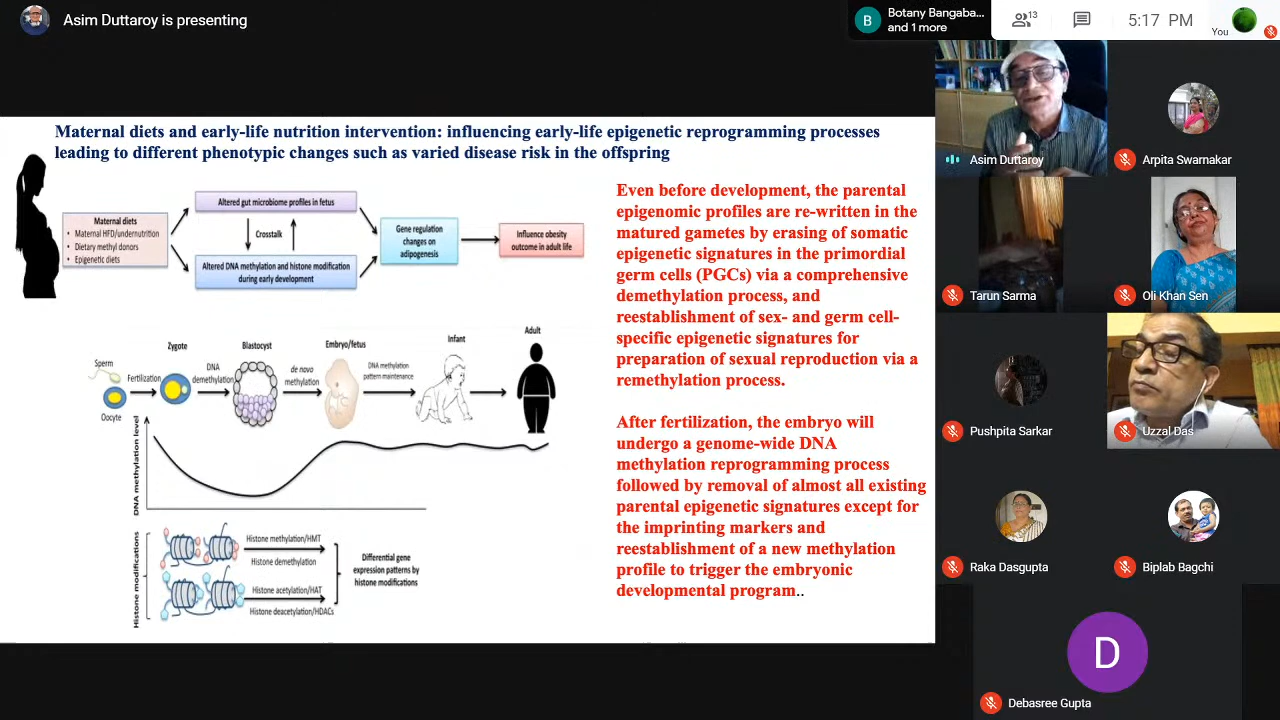 Asim Duttaroy is presenting
B
Botany Bangaba...
and 1 more
13
5:17 PM
You
Maternal diets and early-life nutrition intervention: influencing early-life epigenetic reprogramming processes
leading to different phenotypic changes such as varied disease risk in the offspring
Maternal diets
• Maternal HFD/undernutrition
• Dietary methyl donors
• Epigenetic diets
Altered gut microbiome profiles in fetus
Crosstalk
Altered DNA methylation and histone modification
during early development
Gene regulation
changes on
adipogenesis
Influence obesity
outcome in adult life
Sperm
Oocyte
Fertilization
Zygote
DNA
demethylation
Blastocyst
de novo
methylation
Embryo/fetus
DNA methylation
pattern maintenance
Infant
Adult
DNA methylation level
Histone modifications
Histone methylation/HMT
Histone demethylation
Histone acetylation/HAT
Histone deacetylation/HDACs
Differential gene
expression patterns by
histone modifications
Even before development, the parental
epigenomic profiles are re-written in the
matured gametes by erasing of somatic
epigenetic signatures in the primordial
germ cells (PGCs) via a comprehensive
demethylation process, and
reestablishment of sex- and germ cell-
specific epigenetic signatures for
preparation of sexual reproduction via a
remethylation process.
After fertilization, the embryo will
undergo a genome-wide DNA
methylation reprogramming process
followed by removal of almost all existing
parental epigenetic signatures except for
the imprinting markers and
reestablishment of a new methylation
profile to trigger the embryonic
developmental program..
Asim Duttaroy
Arpita Swarnakar
Tarun Sarma
Oli Khan Sen
Pushpita Sarkar
Uzzal Das
Raka Dasgupta
Biplab Bagchi
D
Debasree Gupta